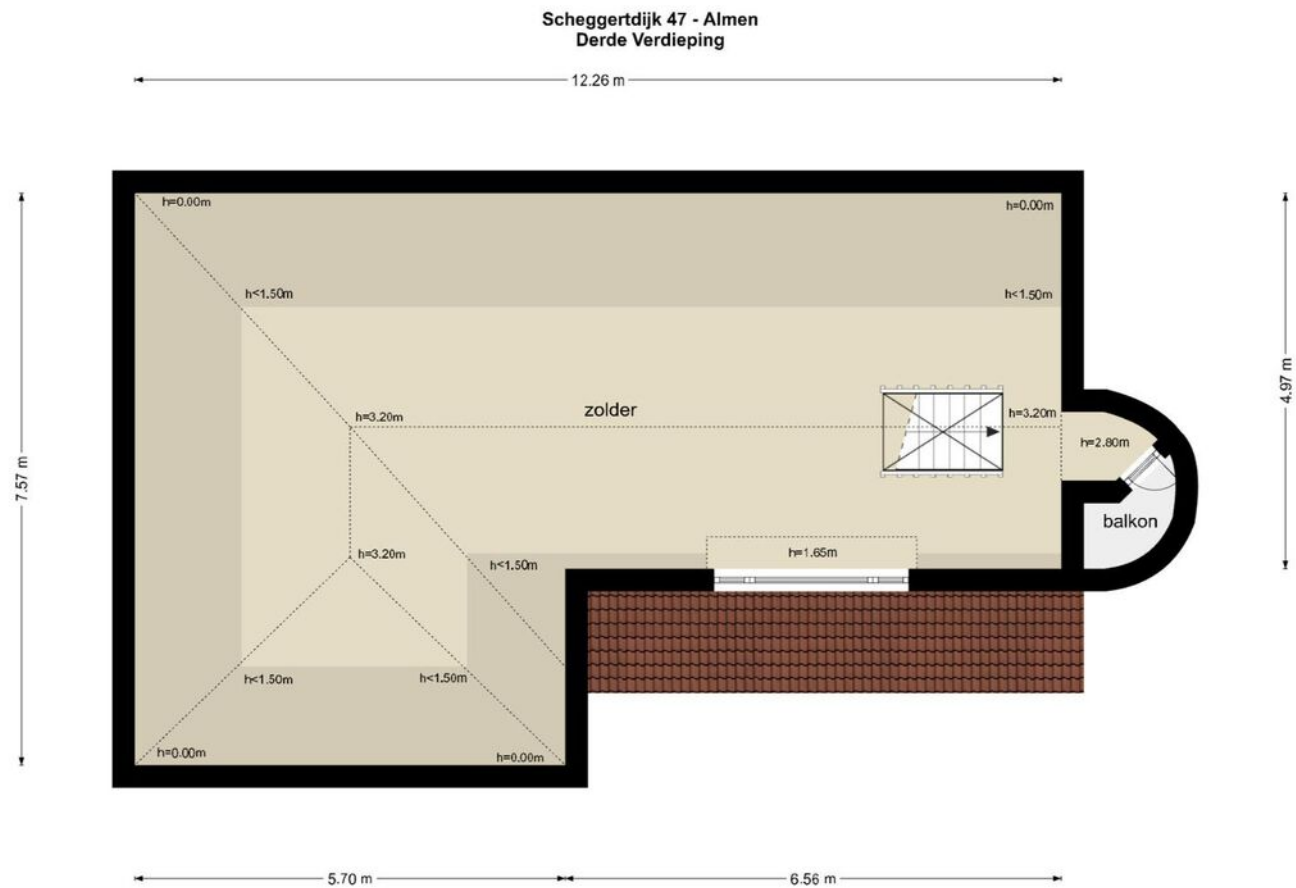 Scheggertdijk 47 - Almen
Derde Verdieping
12.26 m
h=0.00m
h=0.00m
h<1.50m
h<1.50m
4.97 m
7.57 m
zolder
h=3.20m
h=3.20m
h=2.80m
balkon
h=3.20m
h<1.50m
h=1.65m
h<1.50m
h<1.50m
h=0.00m
h=0.00m
5.70 m
6.56 m